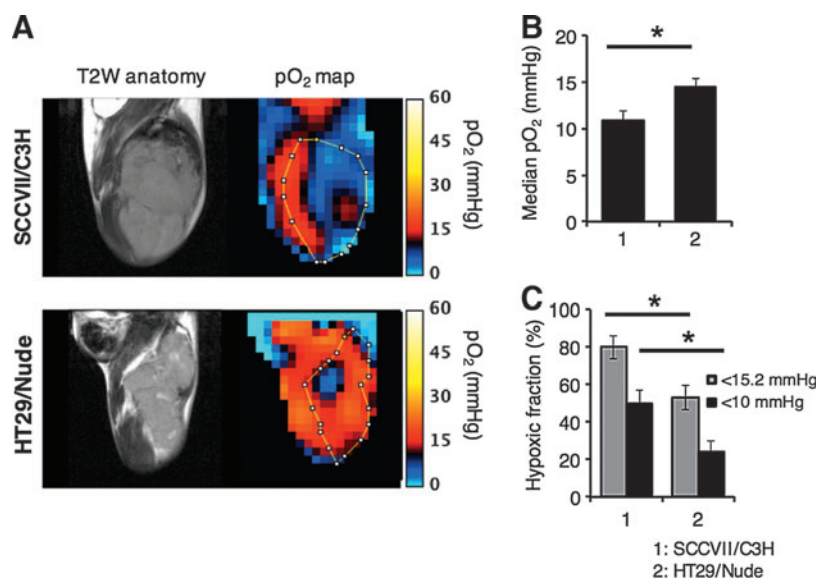 A
T2W anatomy
pO₂ map
SCCVII/C3H
60
45
30
15
0
pO₂ (mmHg)
HT29/Nude
60
45
30
15
0
pO₂ (mmHg)
B
*
Median pO₂ (mmHg)
20
15
10
5
0
1
2
C
*
*
Hypoxic fraction (%)
100
80
60
40
20
0
<15.2 mmHg
<10 mmHg
1
2
1: SCCVII/C3H
2: HT29/Nude